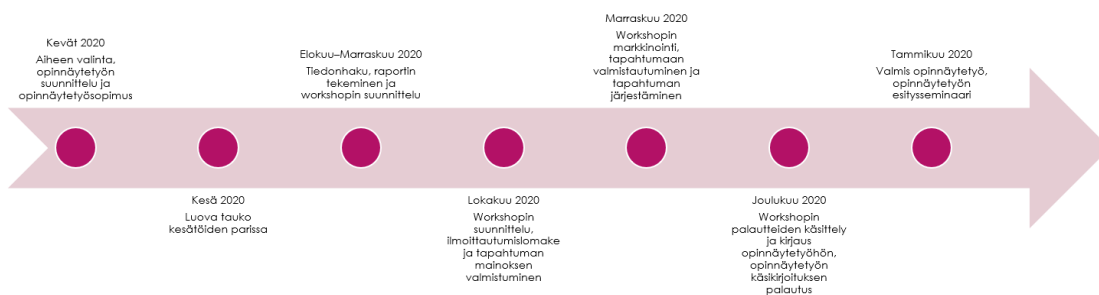 Kevät 2020
Aiheen valinta,
opinnäytetyön
suunnittelu ja
opinnäytetyösopimus
Kesä 2020
Luova tauko
kesätöiden parissa
Elokuu–Marraskuu 2020
Tiedonhaku, raportin
tekeminen ja
workshopin suunnittelu
Lokakuu 2020
Workshopin
suunnittelu,
ilmoittautumislomake
ja tapahtuman
mainoksen
valmistuminen
Marraskuu 2020
Workshopin
markkinointi,
tapahtumaan
valmistautuminen ja
tapahtuman
järjestäminen
Joulukuu 2020
Workshopin
palautteiden käsittely
ja kirjaus
opinnäytetyöhön,
opinnäytetyön
käsikirjoituksen
palautus
Tammikuu 2020
Valmis opinnäytetyö,
opinnäytetyön
esitysseminaari